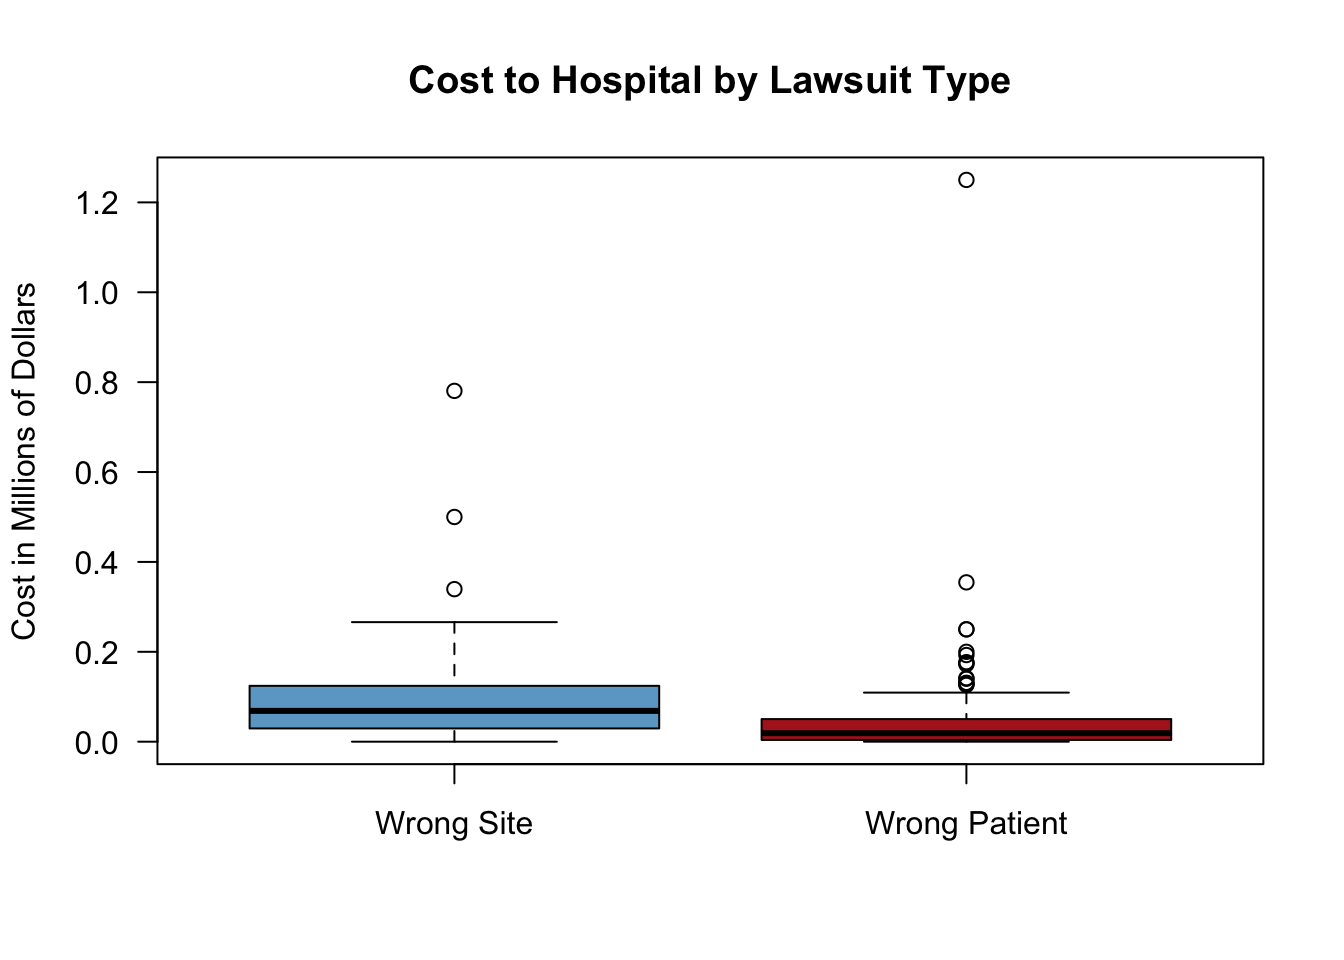 Cost to Hospital by Lawsuit Type
Cost in Millions of Dollars
1.2
1.0
0.8
0.6
0.4
0.2
0.0
Wrong Site
Wrong Patient